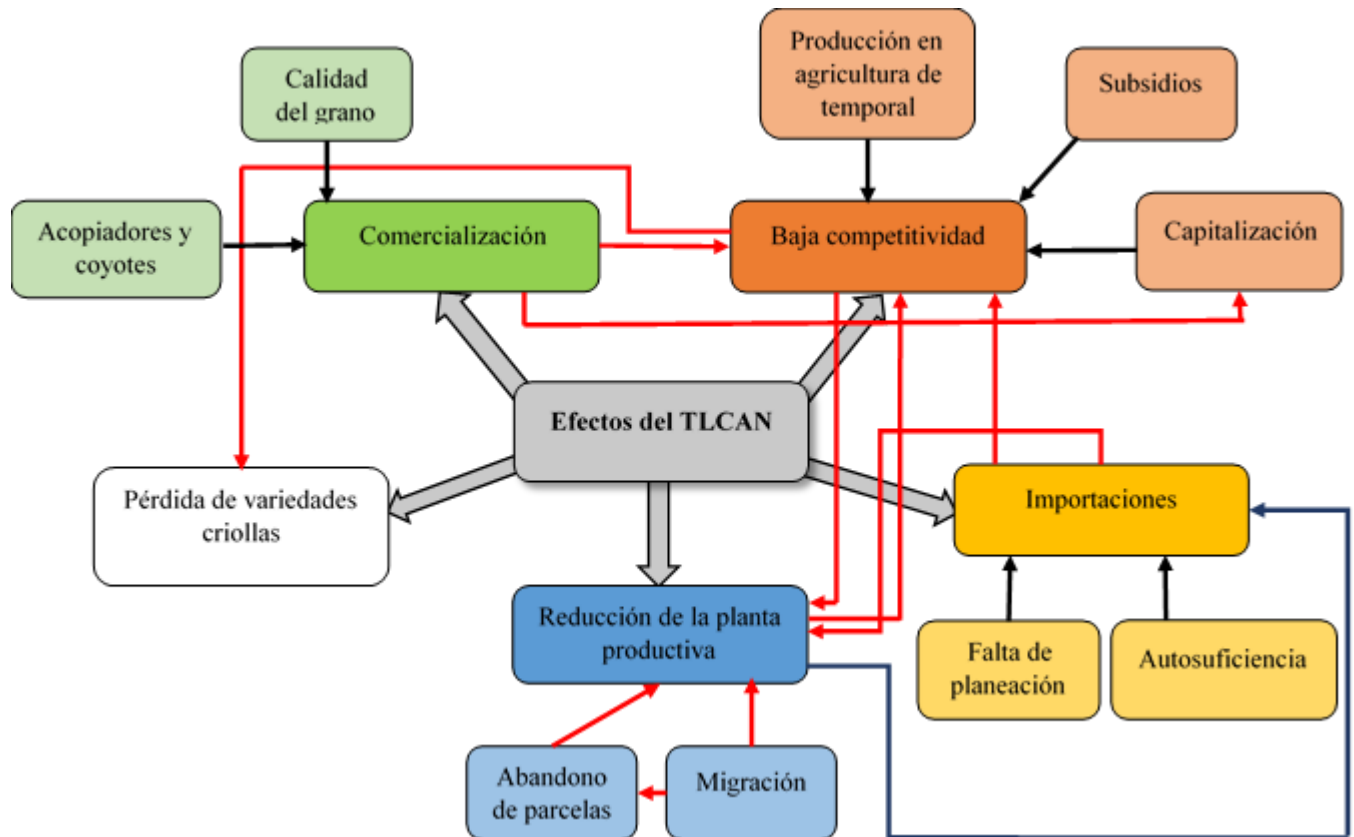 Calidad
del grano
Producción en
agricultura de
temporal
Subsidios
Acopiadores y
coyotes
Comercialización
Baja competitividad
Capitalización
Efectos del TLCAN
Pérdida de variedades
criollas
Importaciones
Reducción de la planta
productiva
Falta de
planeación
Autosuficiencia
Abandono
de parcelas
Migración